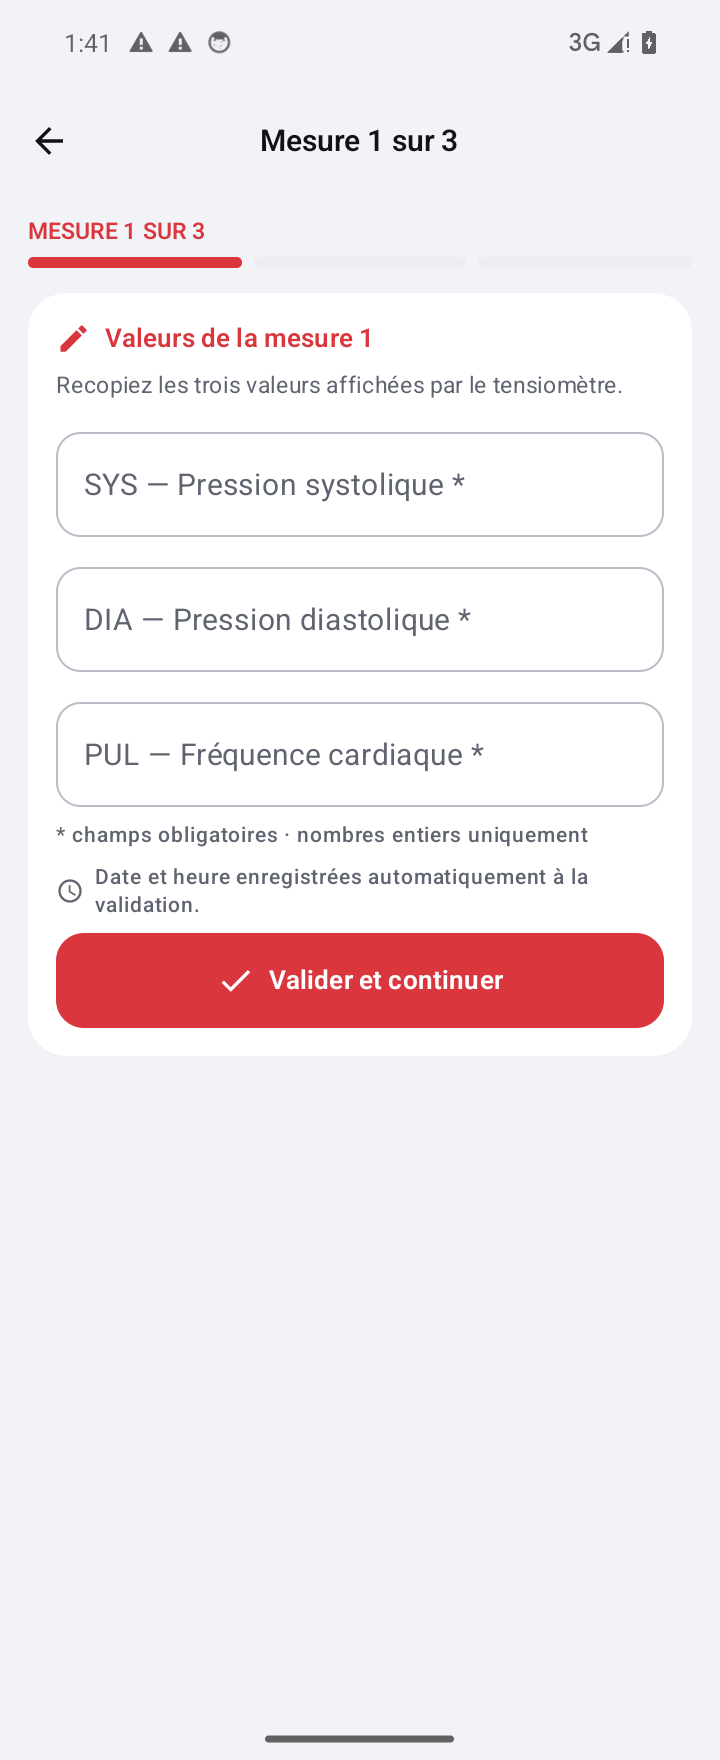 1:41
3G
Mesure 1 sur 3
MESURE 1 SUR 3
Valeurs de la mesure 1
Recopiez les trois valeurs affichées par le tensiomètre.
SYS — Pression systolique *
DIA — Pression diastolique *
PUL — Fréquence cardiaque *
* champs obligatoires · nombres entiers uniquement
Date et heure enregistrées automatiquement à la
validation.
Valider et continuer